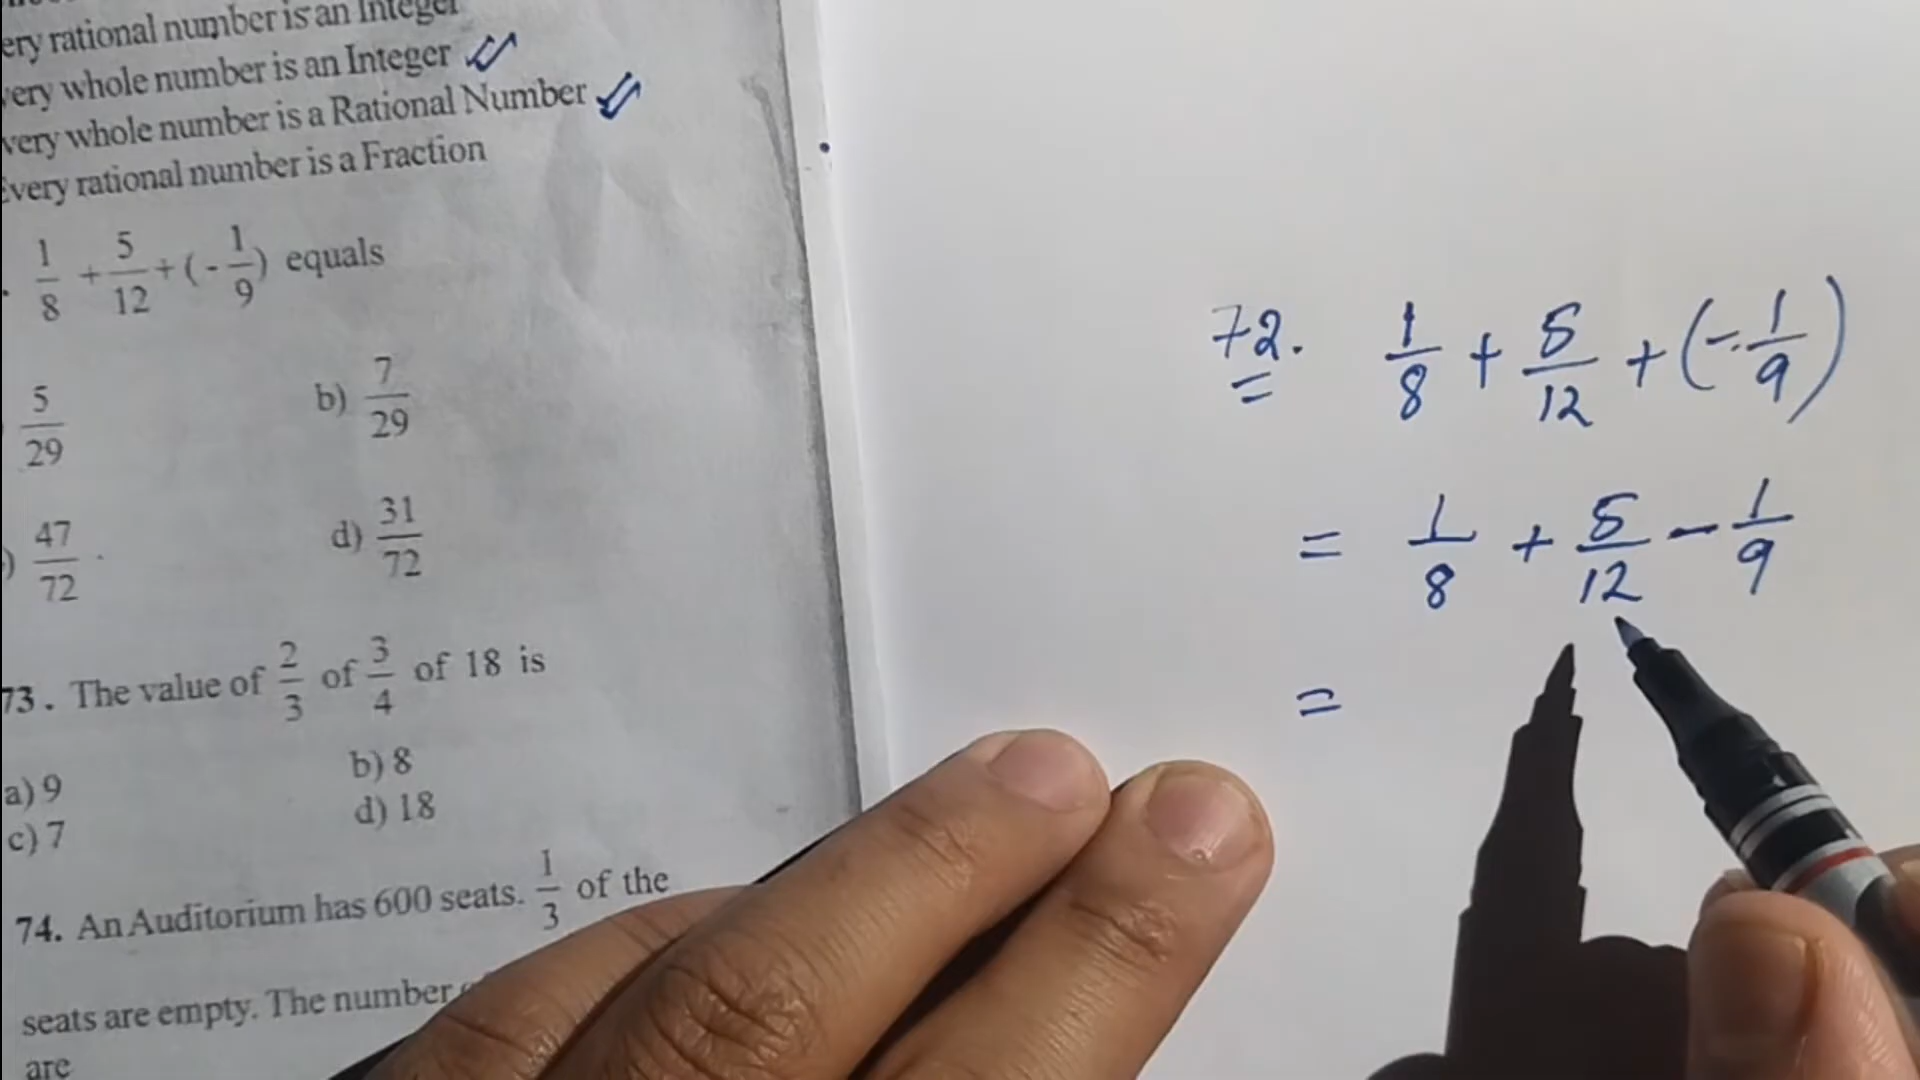 rational number is an Integer
whole number is an Integer
whole number is a Rational Number
rational number is a Fraction
1/8 + 5/12 + (-1/9) equals
5/29
b) 7/29
) 47/72 .
d) 31/72
73. The value of 2/3 of 3/4 of 18 is
a) 9
b) 8
c) 7
d) 18
74. An Auditorium has 600 seats. 1/3 of the
seats are empty. The number
are
72. 1/8 + 5/12 + (-1/9)
= 1/8 + 5/12 - 1/9
=